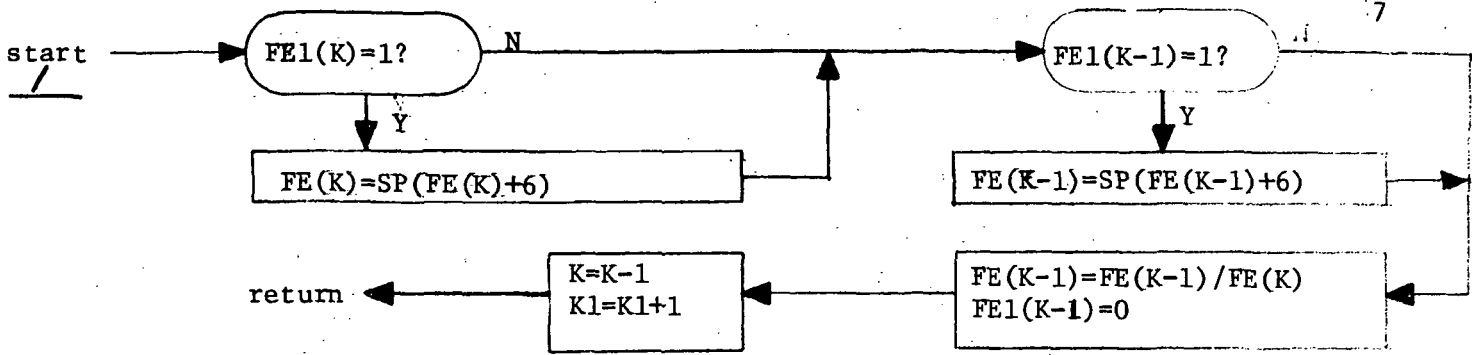 7
start
/
FE1(K)=1?
N
FE1(K-1)=1?
Y
Y
FE(K)=SP(FE(K)+6)
FE(K-1)=SP(FE(K-1)+6)
FE(K-1)=FE(K-1)/FE(K)
FE1(K-1)=0
K=K-1
K1=K1+1
return